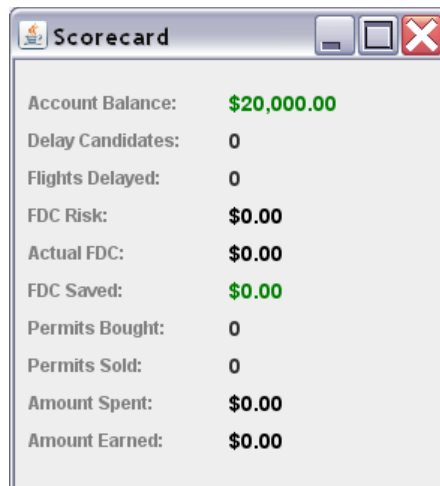 Scorecard
Account Balance: $20,000.00
Delay Candidates: 0
Flights Delayed: 0
FDC Risk: $0.00
Actual FDC: $0.00
FDC Saved: $0.00
Permits Bought: 0
Permits Sold: 0
Amount Spent: $0.00
Amount Earned: $0.00